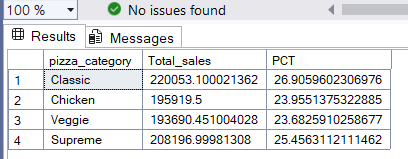 100 %
No issues found
Results Messages
pizza_category Total_sales PCT
1 Classic 220053.100021362 26.9059602306976
2 Chicken 195919.5 23.9551375322885
3 Veggie 193690.451004028 23.6825910258677
4 Supreme 208196.99981308 25.4563112111462